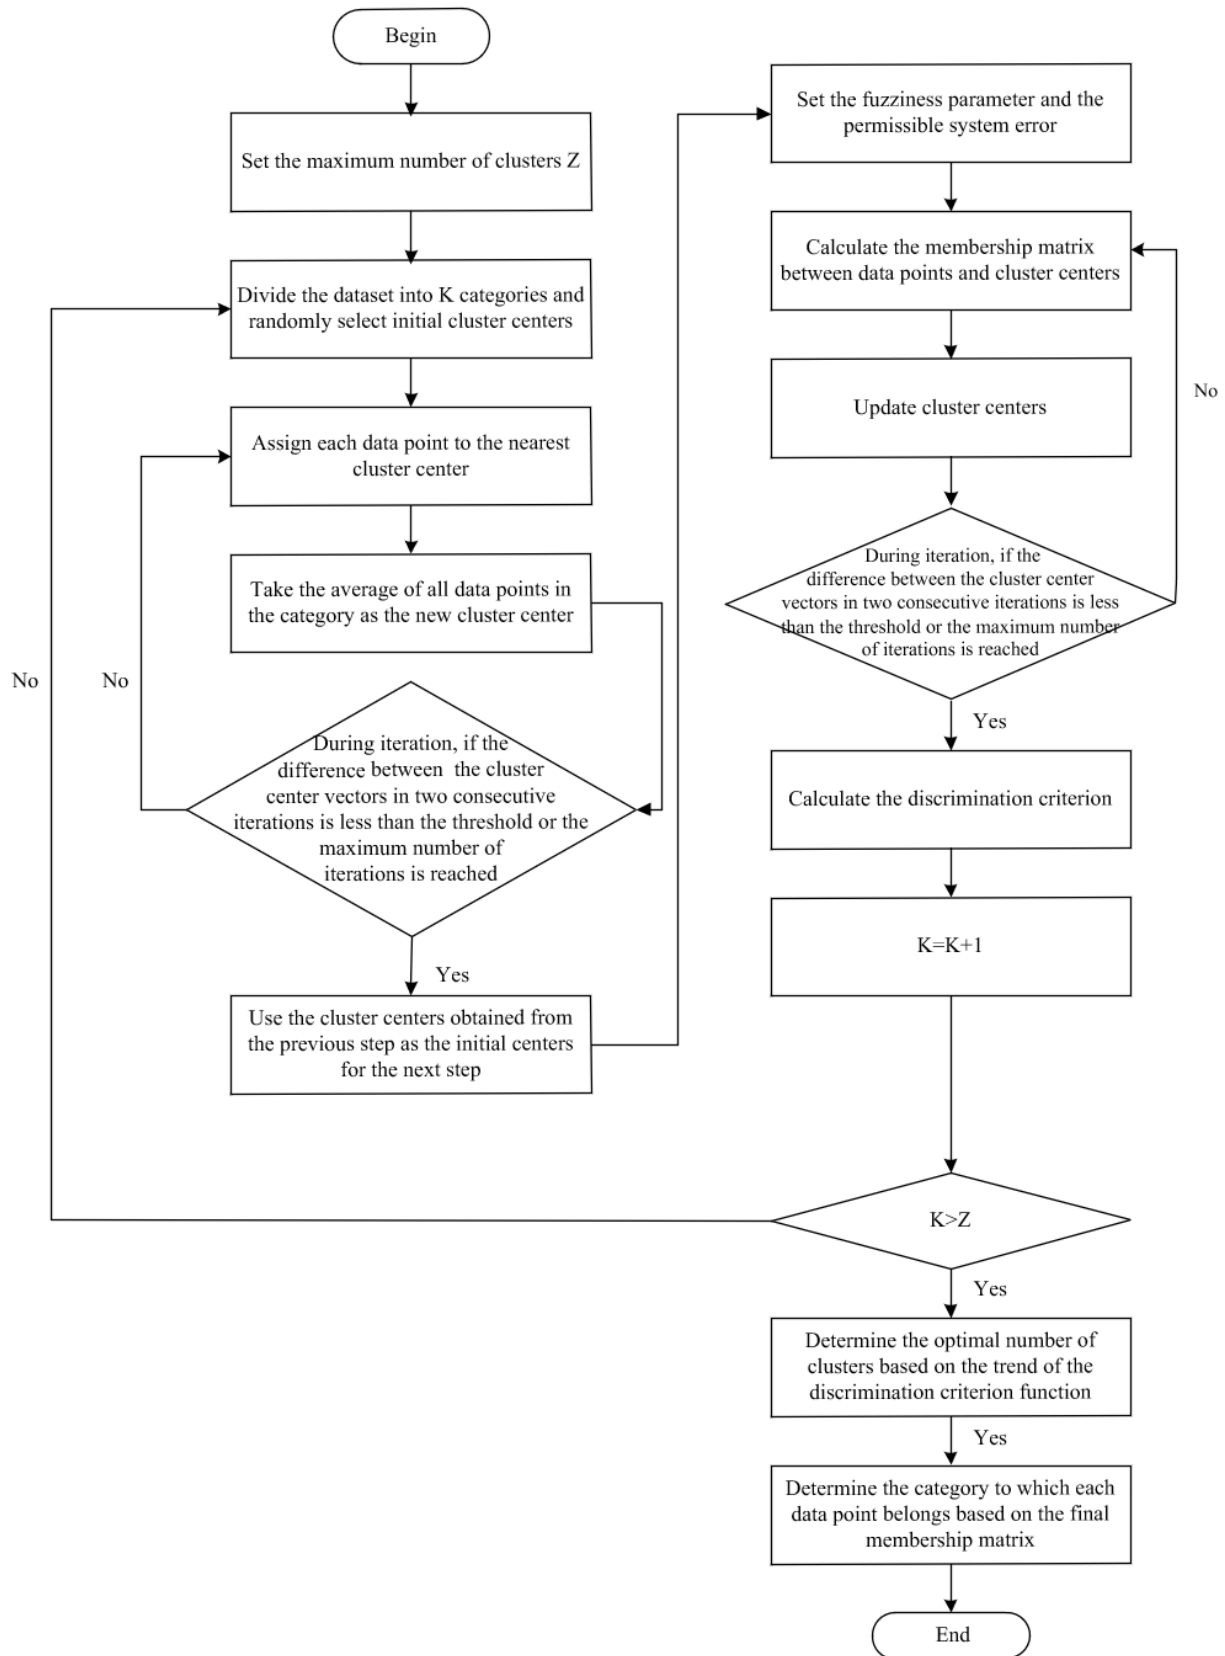 Begin
Set the maximum number of clusters Z
Divide the dataset into K categories and
randomly select initial cluster centers
Assign each data point to the nearest
cluster center
Take the average of all data points in
the category as the new cluster center
No
No
During iteration, if the
difference between the cluster
center vectors in two consecutive
iterations is less than the threshold or the
maximum number of
iterations is reached
Yes
Use the cluster centers obtained from
the previous step as the initial centers
for the next step
Set the fuzziness parameter and the
permissible system error
Calculate the membership matrix
between data points and cluster centers
No
Update cluster centers
During iteration, if the
difference between the cluster center
vectors in two consecutive iterations is less
than the threshold or the maximum number
of iterations is reached
Yes
Calculate the discrimination criterion
K=K+1
K>Z
Yes
Determine the optimal number of
clusters based on the trend of the
discrimination criterion function
Yes
Determine the category to which each
data point belongs based on the final
membership matrix
End